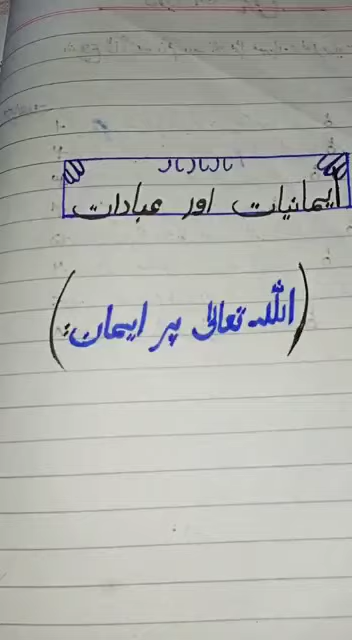 ایمانیات اور عبادات
(اللہ تعالیٰ پر ایمان:)